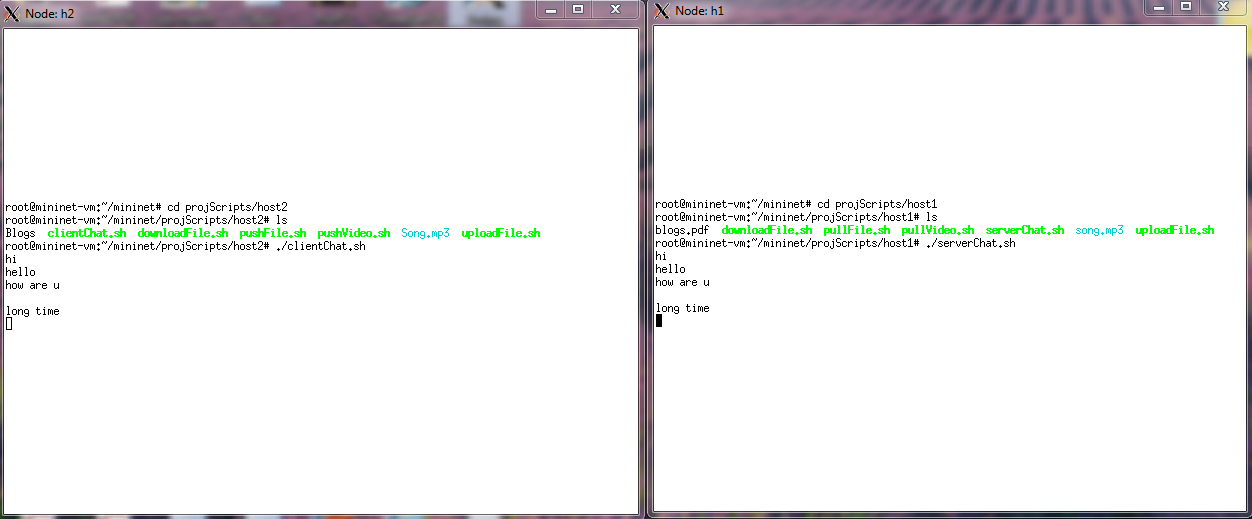 Node: h2
root@mininet-vm:~/mininet# cd projScripts/host2
root@mininet-vm:~/mininet/projScripts/host2# ls
Blogs clientChat.sh downloadFile.sh pushFile.sh pushVideo.sh Song.mp3 uploadFile.sh
root@mininet-vm:~/mininet/projScripts/host2# ./clientChat.sh
hi
hello
how are u
long time
Node: h1
root@mininet-vm:~/mininet# cd projScripts/host1
root@mininet-vm:~/mininet/projScripts/host1# ls
blogs.pdf downloadFile.sh pullFile.sh pullVideo.sh serverChat.sh song.mp3 uploadFile.sh
root@mininet-vm:~/mininet/projScripts/host1# ./serverChat.sh
hi
hello
how are u
long time